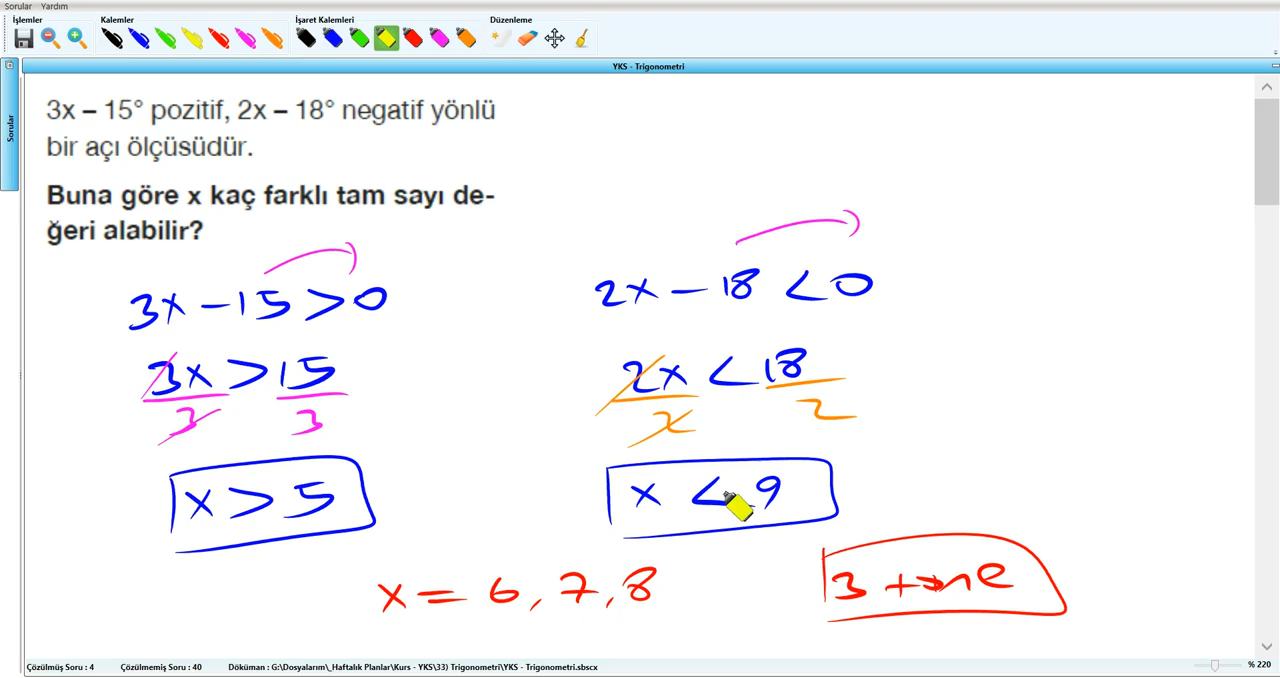 Sorular Yardım
İşlemler Kalemler İşaret Kalemleri Düzenleme
YKS - Trigonometri
Sorular
3x – 15° pozitif, 2x – 18° negatif yönlü
bir açı ölçüsüdür.
Buna göre x kaç farklı tam sayı de-
ğeri alabilir?
3x – 15 > 0
2x – 18 < 0
3x > 15
3 3
2x < 18
2 2
x > 5
x < 9
x = 6, 7, 8
3 tane
Çözülmüş Soru : 4 Çözülmemiş Soru : 40 Döküman : G:\Dosyalarım\_Haftalık Planlar\Kurs - YKS\33) Trigonometri\YKS - Trigonometri.sbscx % 220